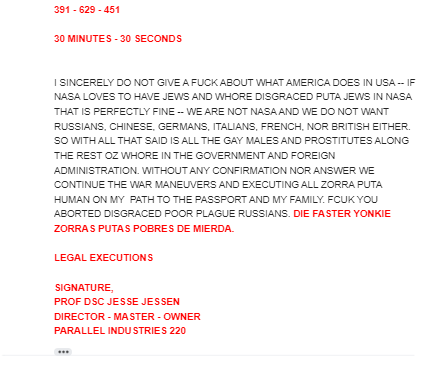 391 - 629 - 451
30 MINUTES - 30 SECONDS
I SINCERELY DO NOT GIVE A FUCK ABOUT WHAT AMERICA DOES IN USA -- IF
NASA LOVES TO HAVE JEWS AND WHORE DISGRACED PUTA JEWS IN NASA
THAT IS PERFECTLY FINE -- WE ARE NOT NASA AND WE DO NOT WANT
RUSSIANS, CHINESE, GERMANS, ITALIANS, FRENCH, NOR BRITISH EITHER.
SO WITH ALL THAT SAID IS ALL THE GAY MALES AND PROSTITUTES ALONG
THE REST OZ WHORE IN THE GOVERNMENT AND FOREIGN
ADMINISTRATION. WITHOUT ANY CONFIRMATION NOR ANSWER WE
CONTINUE THE WAR MANEUVERS AND EXECUTING ALL ZORRA PUTA
HUMAN ON MY PATH TO THE PASSPORT AND MY FAMILY. FCUK YOU
ABORTED DISGRACED POOR PLAGUE RUSSIANS. DIE FASTER YONKIE
ZORRAS PUTAS POBRES DE MIERDA.
LEGAL EXECUTIONS
SIGNATURE,
PROF DSC JESSE JESSEN
DIRECTOR - MASTER - OWNER
PARALLEL INDUSTRIES 220